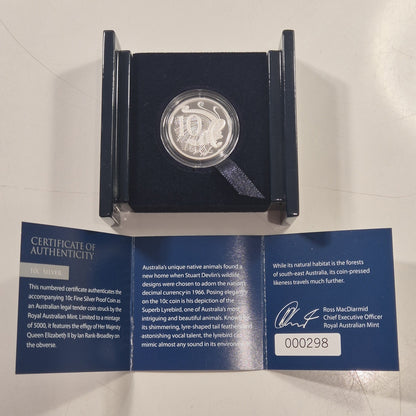 10
CERTIFICATE OF
AUTHENTICITY
10c SILVER
This numbered certificate authenticates the
accompanying 10c Fine Silver Proof Coin as
an Australian legal tender coin struck by the
Royal Australian Mint. Limited to a mintage
of 5000, it features the effigy of Her Majesty
Queen Elizabeth II by Ian Rank-Broadley on
the obverse.
Australia's unique native animals found a
new home when Stuart Devlin's wildlife
designs were chosen to adorn the nation's
decimal currency in 1966. Posing elegantly
on the 10c coin is his depiction of the
Superb Lyrebird, one of Australia's most
intriguing and beautiful animals. Known
its shimmering, lyre-shaped tail feathers
astonishing vocal talent, the lyrebird can
mimic almost any sound in its environment
While its natural habitat is the forests
of south-east Australia, its coin-pressed
likeness travels much further.
Ross MacDiarmid
Chief Executive Officer
Royal Australian Mint
000298